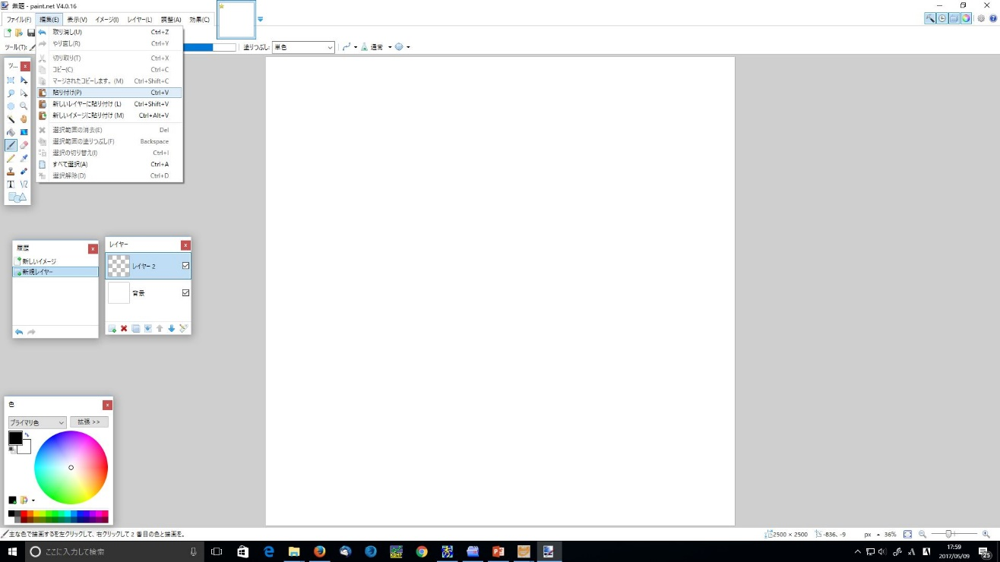 無題 - paint.net V4.0.16
ファイル(F) 編集(E) 表示(V) イメージ(I) レイヤー(L) 調整(A) 効果(C)
ツール(T):
塗りつぶし: 単色 通常
取り消し(U) Ctrl+Z
やり直し(R) Ctrl+Y
切り取り(T) Ctrl+X
コピー(C) Ctrl+C
マージされたコピーします。(M) Ctrl+Shift+C
貼り付け(P) Ctrl+V
新しいレイヤーに貼り付け (L) Ctrl+Shift+V
新しいイメージに貼り付け (M) Ctrl+Alt+V
選択範囲の消去(E) Del
選択範囲の塗りつぶし(F) Backspace
選択の切り替え(I) Ctrl+I
すべて選択(A) Ctrl+A
選択解除(D) Ctrl+D
ツ...
履歴
新しいイメージ
新規レイヤー
レイヤー
レイヤー 2
背景
色
プライマリ色 拡張 >>
主な色で描画するを左クリックして、右クリックして 2 番目の色と描画を。
2500 × 2500 -836, -9 px 36%
ここに入力して検索
17:59
2017/05/09
25